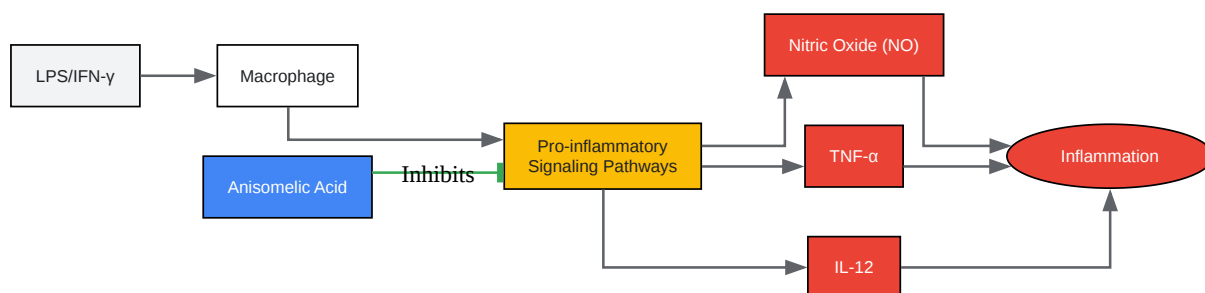 Nitric Oxide (NO)
LPS/IFN-γ
Macrophage
Pro-inflammatory
Signaling Pathways
TNF-α
Inflammation
Anisomelic Acid
Inhibits
IL-12